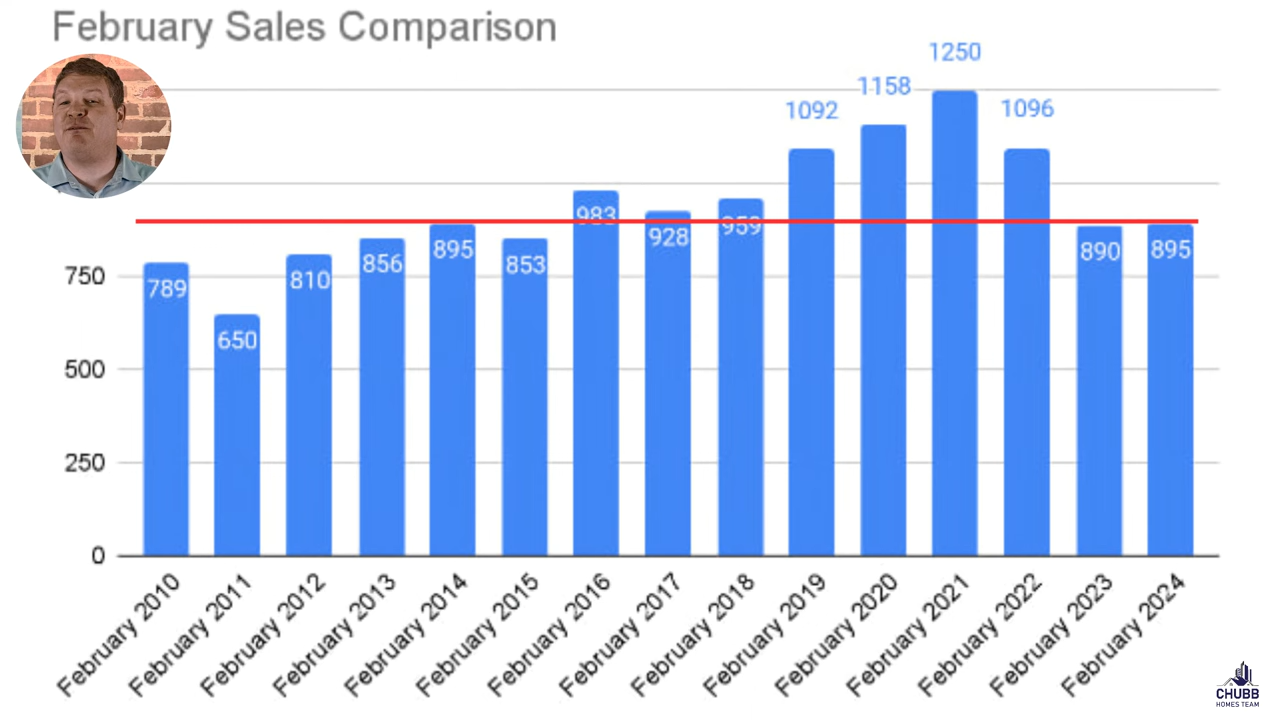 February Sales Comparison
1250
1158
1092
1096
983
928
959
895
853
856
810
789
650
890
895
750
500
250
0
February 2010
February 2011
February 2012
February 2013
February 2014
February 2015
February 2016
February 2017
February 2018
February 2019
February 2020
February 2021
February 2022
February 2023
February 2024
CHUBB
HOMES TEAM